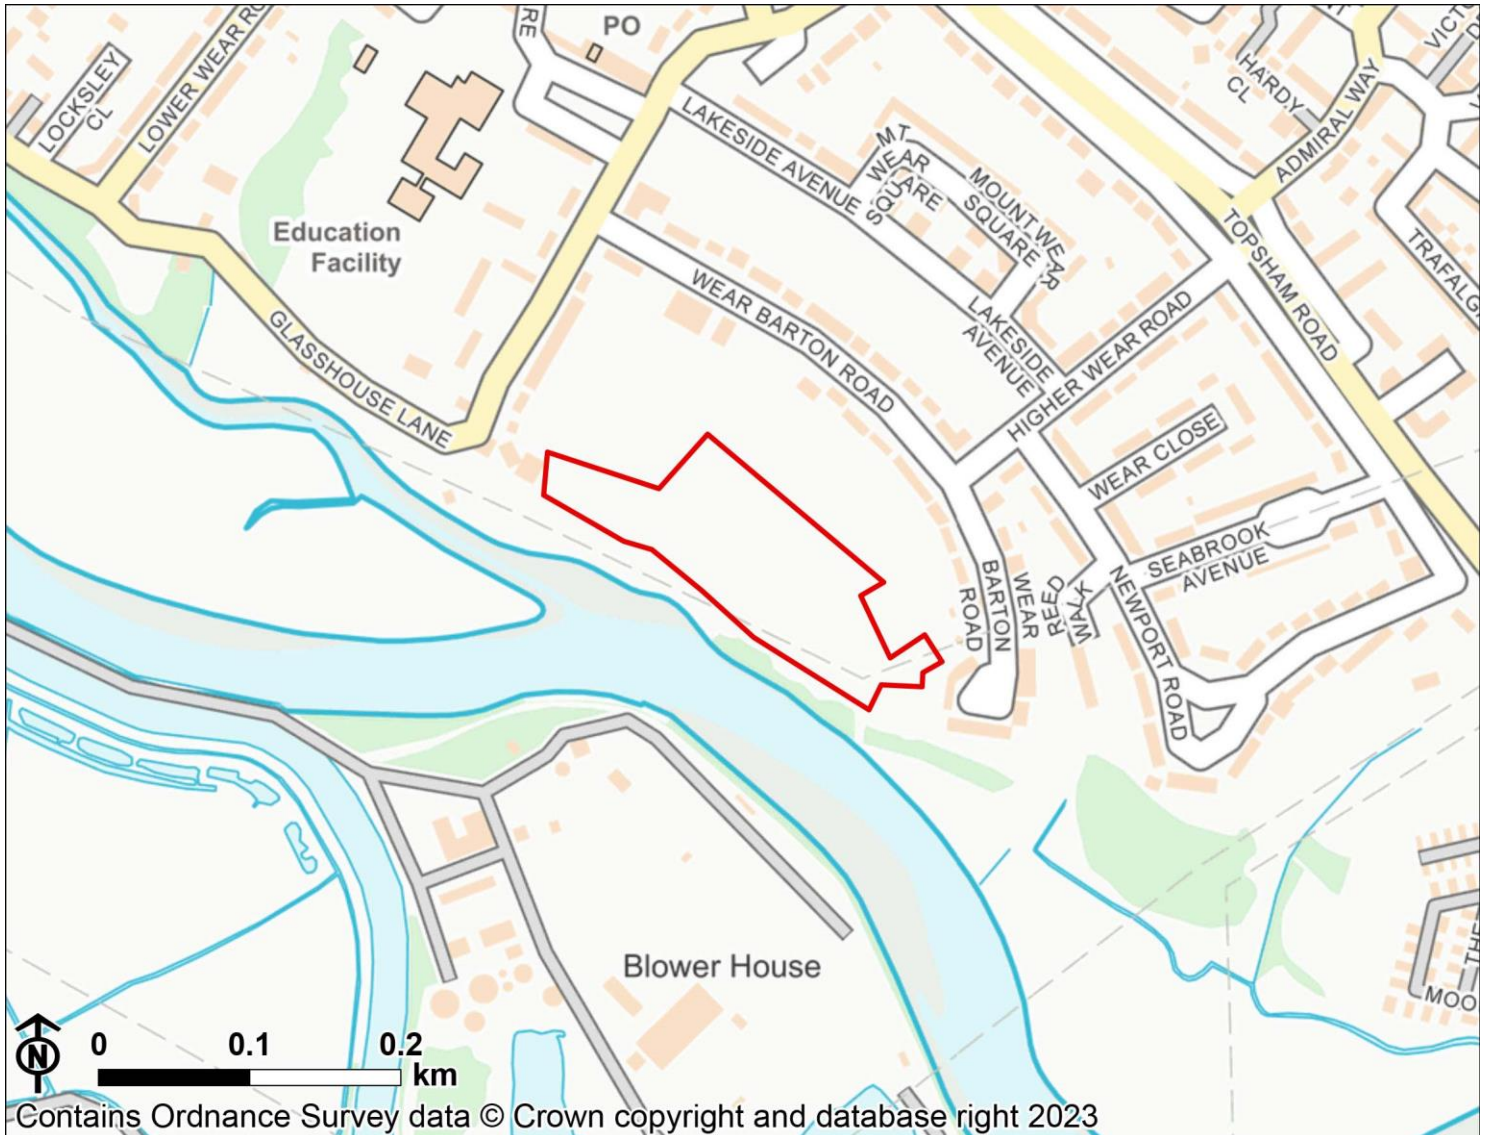 RE
PO
LOCKSLEY
CL
HARDY
CL
ADMIRAL WAY
LAKESIDE AVENUE
MT
WEAR
SQUARE
MOUNT WEAR
SQUARE
Education
Facility
TOPSHAM ROAD
WEAR BARTON ROAD
GLASSHOUSE LANE
LAKESIDE
AVENUE
HIGHER WEAR ROAD
WEAR CLOSE
SEABROOK
AVENUE
BARTON
ROAD
WEAR
REED
WALK
NEWPORT ROAD
Blower House
THE
MOO
N
0 0.1 0.2
km
Contains Ordnance Survey data © Crown copyright and database right 2023